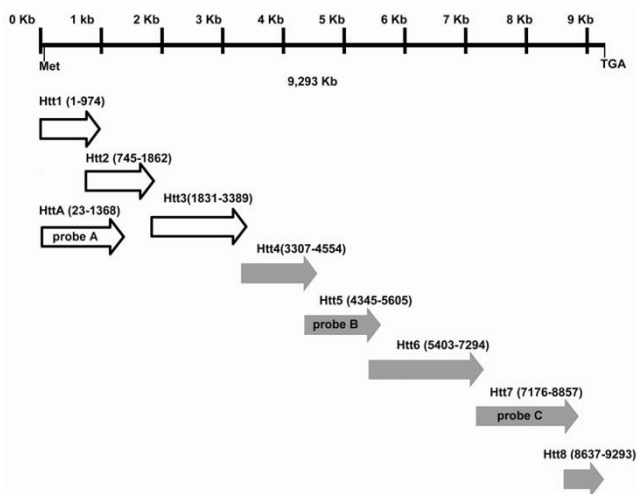 0 Kb 1 kb 2 Kb 3 Kb 4 Kb 5 Kb 6 Kb 7 Kb 8 Kb 9 Kb
Met TGA
9,293 Kb
Htt1 (1-974)
Htt2 (745-1862)
Htt3(1831-3389)
HttA (23-1368)
probe A
Htt4(3307-4554)
Htt5 (4345-5605)
probe B
Htt6 (5403-7294)
Htt7 (7176-8857)
probe C
Htt8 (8637-9293)